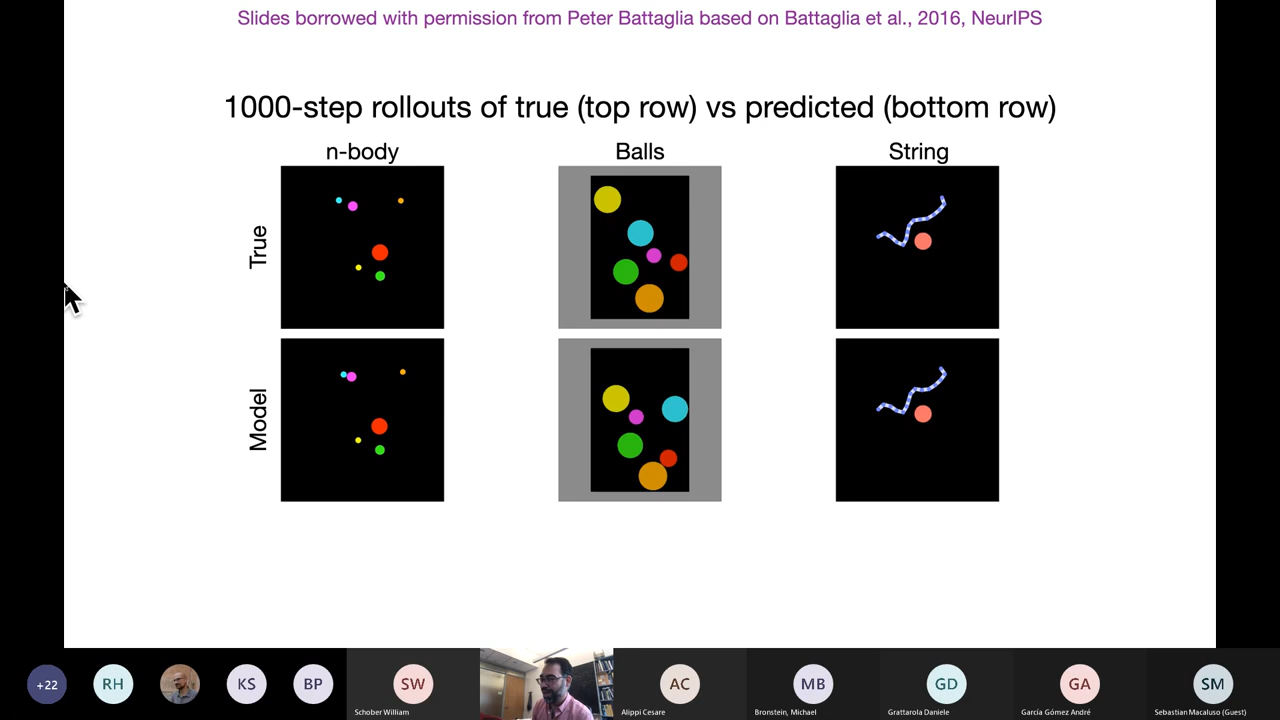 Slides borrowed with permission from Peter Battaglia based on Battaglia et al., 2016, NeurIPS
1000-step rollouts of true (top row) vs predicted (bottom row)
n-body
Balls
String
True
Model
+22
RH
KS
BP
SW
AC
MB
GD
GA
SM
Schober William
Alippi Cesare
Bronstein, Michael
Grattarola Daniele
García Gómez André
Sebastian Macaluso (Guest)